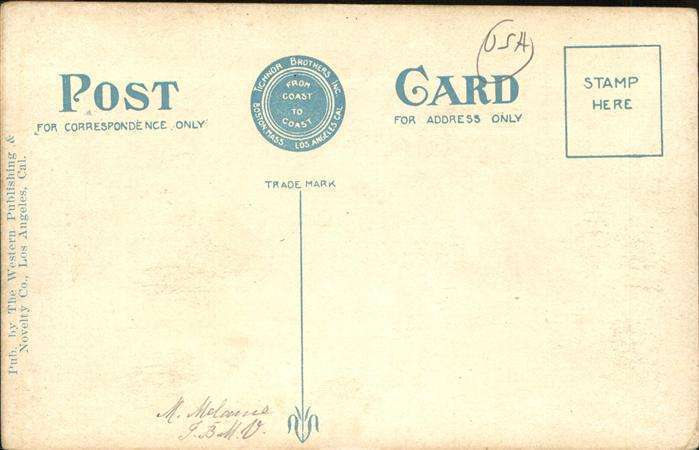 POST CARD
FOR CORRESPONDENCE ONLY
TICHNOR BROTHERS INC.
BOSTON MASS. LOS ANGELES CAL.
FROM
COAST
TO
COAST
TRADE MARK
FOR ADDRESS ONLY
USA
STAMP
HERE
Pub. by The Western Publishing &
Novelty Co., Los Angeles, Cal.
M.